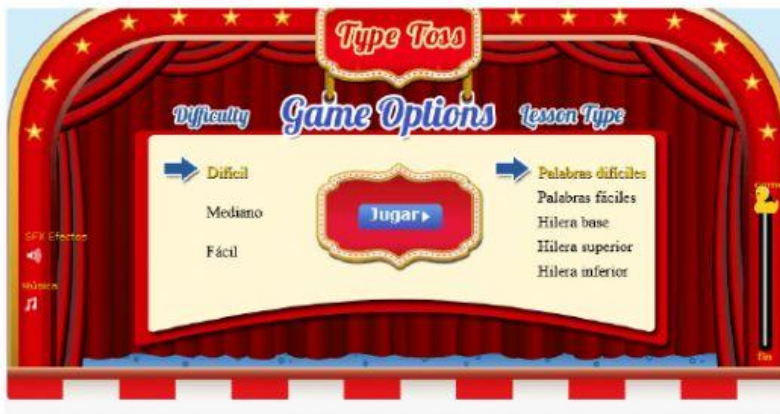 Type Toss
Difficulty
Game Options
Lesson Type
Difícil
Mediano
Fácil
Jugar
Palabras difíciles
Palabras fáciles
Hilera base
Hilera superior
Hilera inferior
SFX Efectos
Música
fin